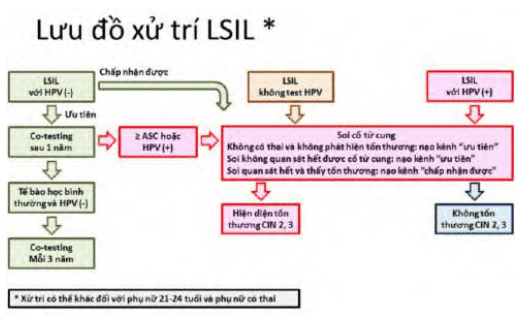 Lưu đồ xử trí LSIL *
Chấp nhận được
LSIL
với HPV (-)
LSIL
không test HPV
LSIL
với HPV (+)
Ưu tiên
Co-testing
sau 1 năm
≥ ASC hoặc
HPV (+)
Soi cổ tử cung
Không có thai và không phát hiện tổn thương: nạo kênh “ưu tiên”
Soi không quan sát hết được cổ tử cung: nạo kênh “ưu tiên”
Soi quan sát hết và thấy tổn thương: nạo kênh “chấp nhận được”
Tế bào học bình
thường và HPV (-)
Hiện diện tổn
thương CIN 2, 3
Không tổn
thương CIN 2, 3
Co-testing
Mỗi 3 năm
* Xử trí có thể khác đối với phụ nữ 21-24 tuổi và phụ nữ có thai